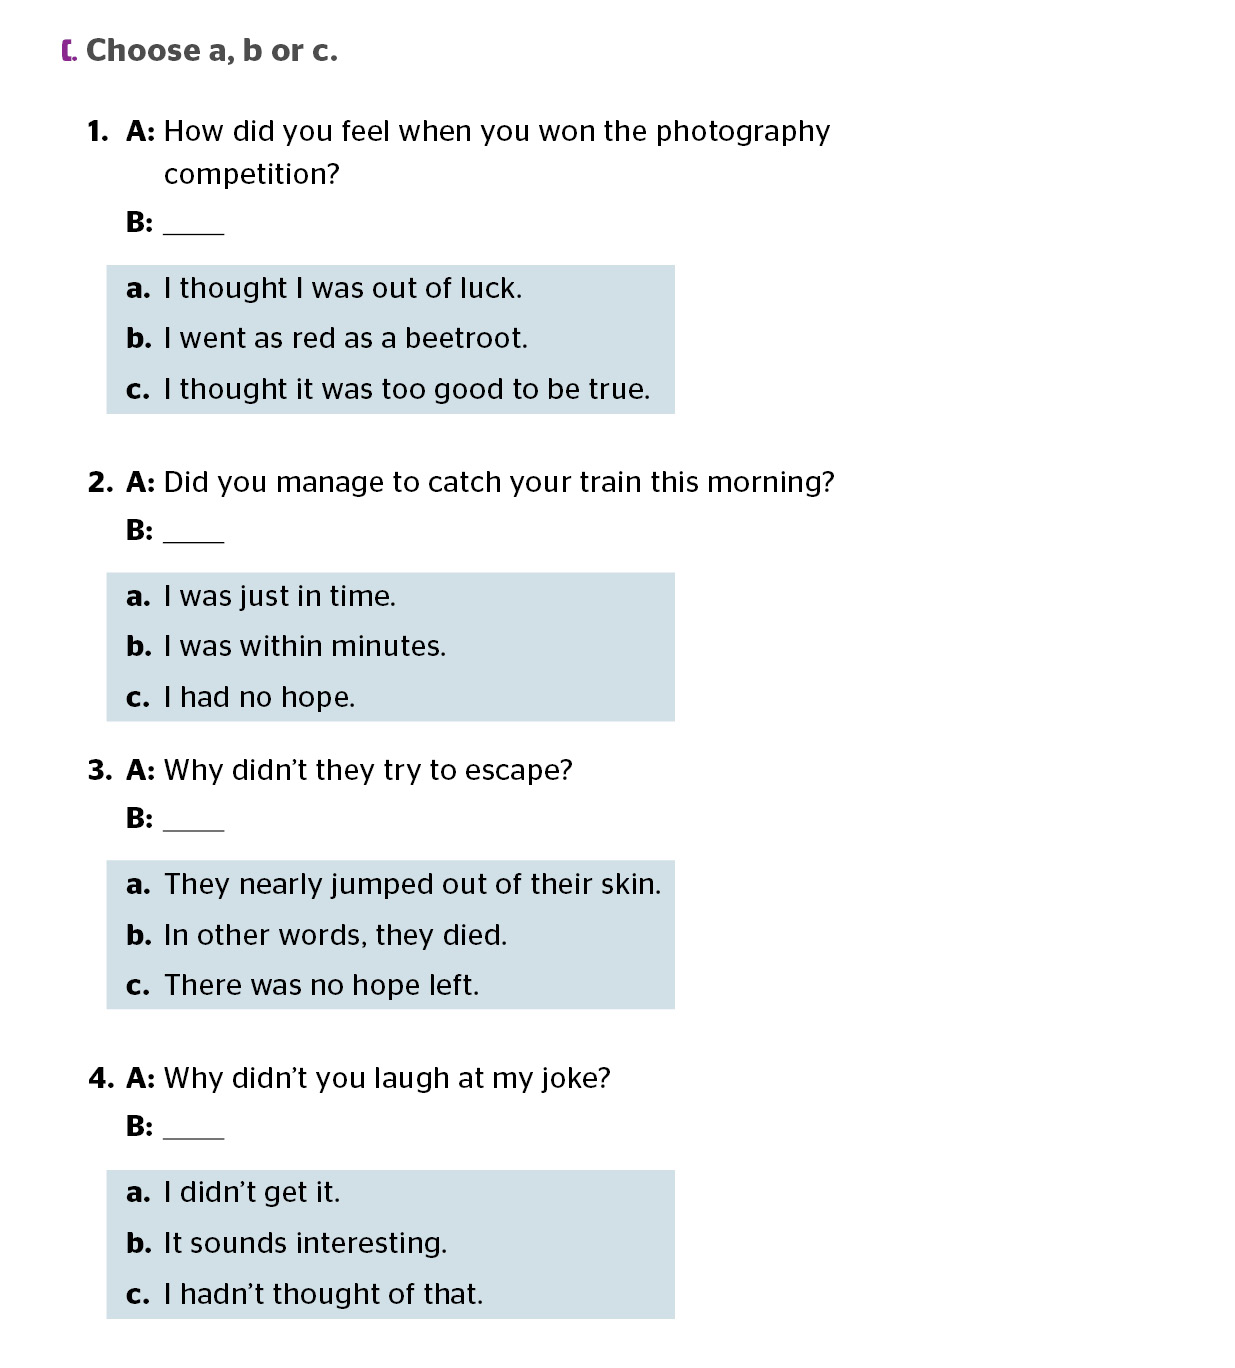 C. Choose a, b or c.
1. A: How did you feel when you won the photography
competition?
B: ____
a. I thought I was out of luck.
b. I went as red as a beetroot.
c. I thought it was too good to be true.
2. A: Did you manage to catch your train this morning?
B: ____
a. I was just in time.
b. I was within minutes.
c. I had no hope.
3. A: Why didn’t they try to escape?
B: ____
a. They nearly jumped out of their skin.
b. In other words, they died.
c. There was no hope left.
4. A: Why didn’t you laugh at my joke?
B: ____
a. I didn’t get it.
b. It sounds interesting.
c. I hadn’t thought of that.